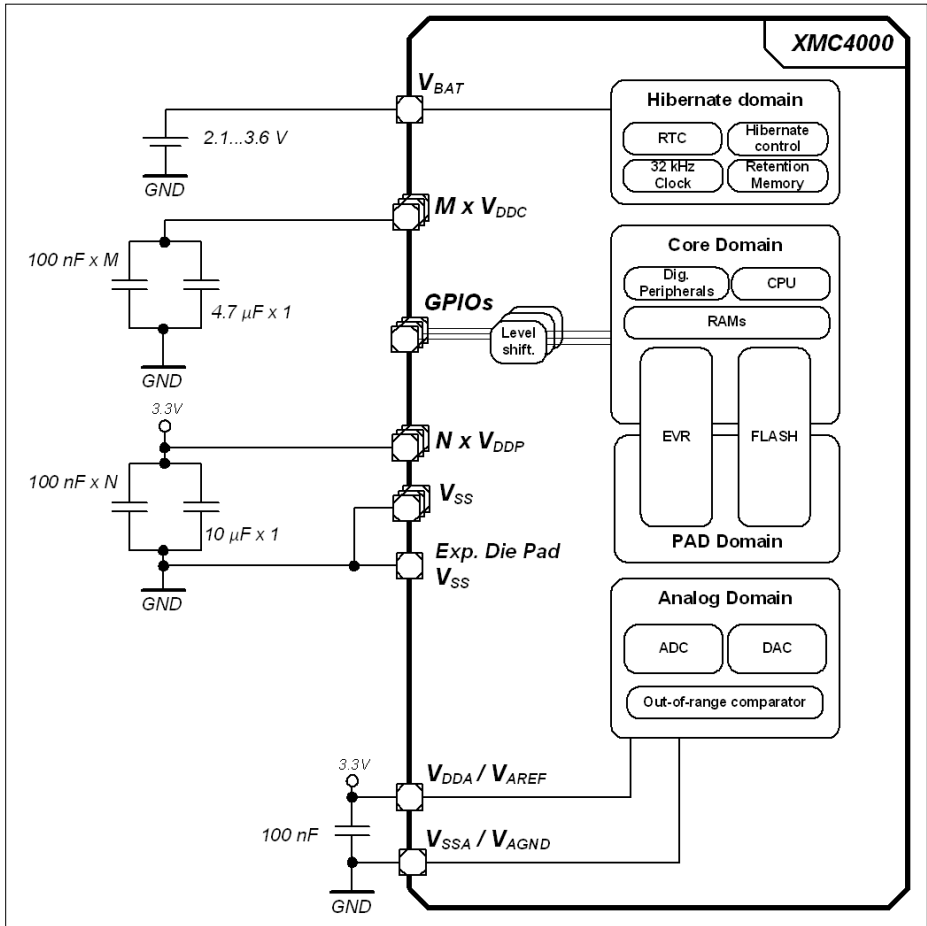 XMC4000
VBAT
2.1...3.6 V
GND
Hibernate domain
RTC
Hibernate
control
32 kHz
Clock
Retention
Memory
M x VDDC
100 nF x M
4.7 µF x 1
GND
Core Domain
Dig.
Peripherals
CPU
RAMs
GPIOs
Level
shift.
3.3V
N x VDDP
100 nF x N
10 µF x 1
VSS
Exp. Die Pad
VSS
GND
EVR
FLASH
PAD Domain
Analog Domain
ADC
DAC
Out-of-range comparator
3.3V
VDDA / VAREF
100 nF
VSSA / VAGND
GND